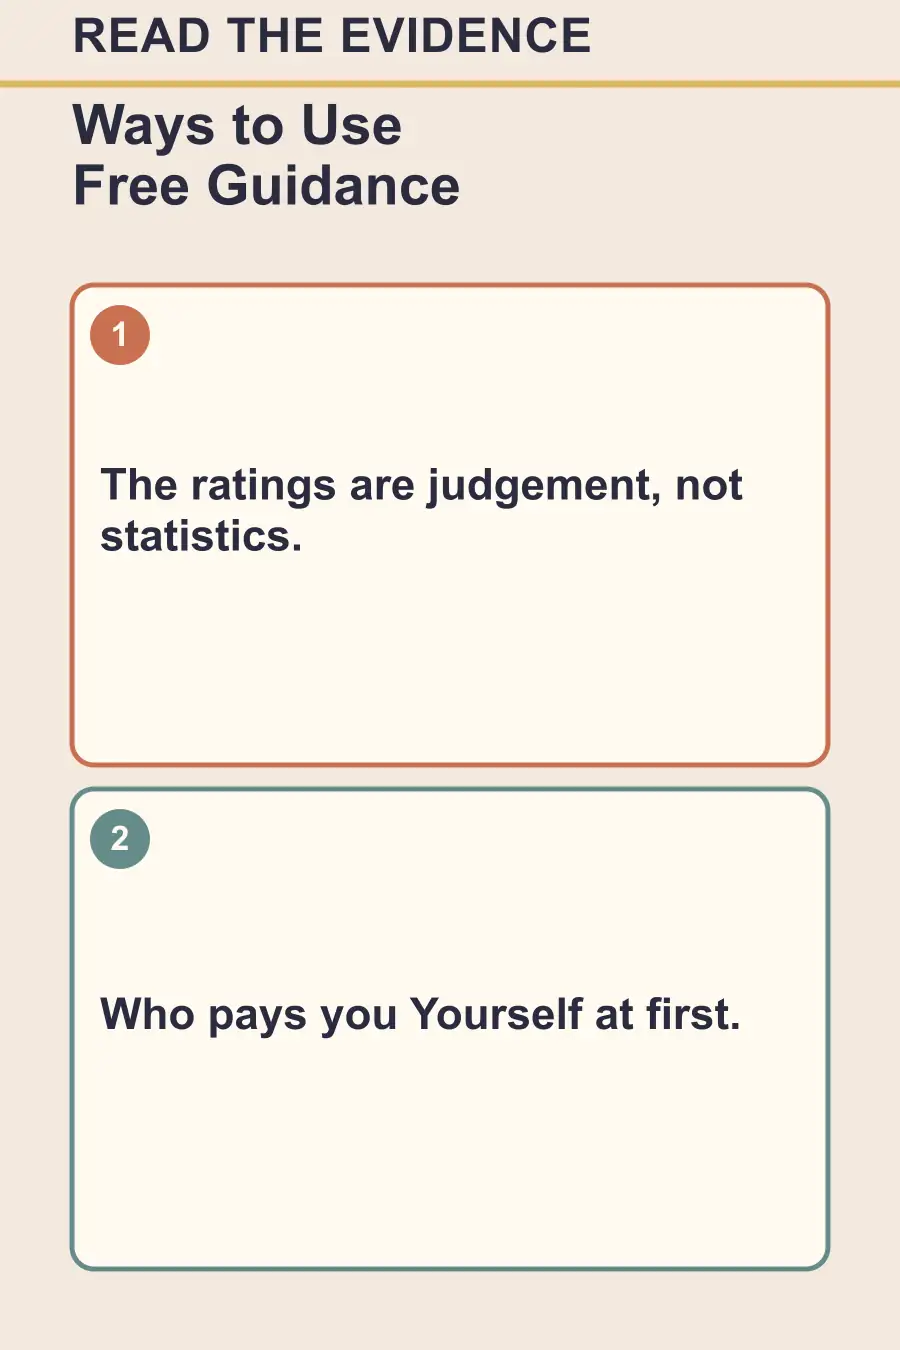 READ THE EVIDENCE
Ways to Use
Free Guidance
1
The ratings are judgement, not
statistics.
2
Who pays you Yourself at first.